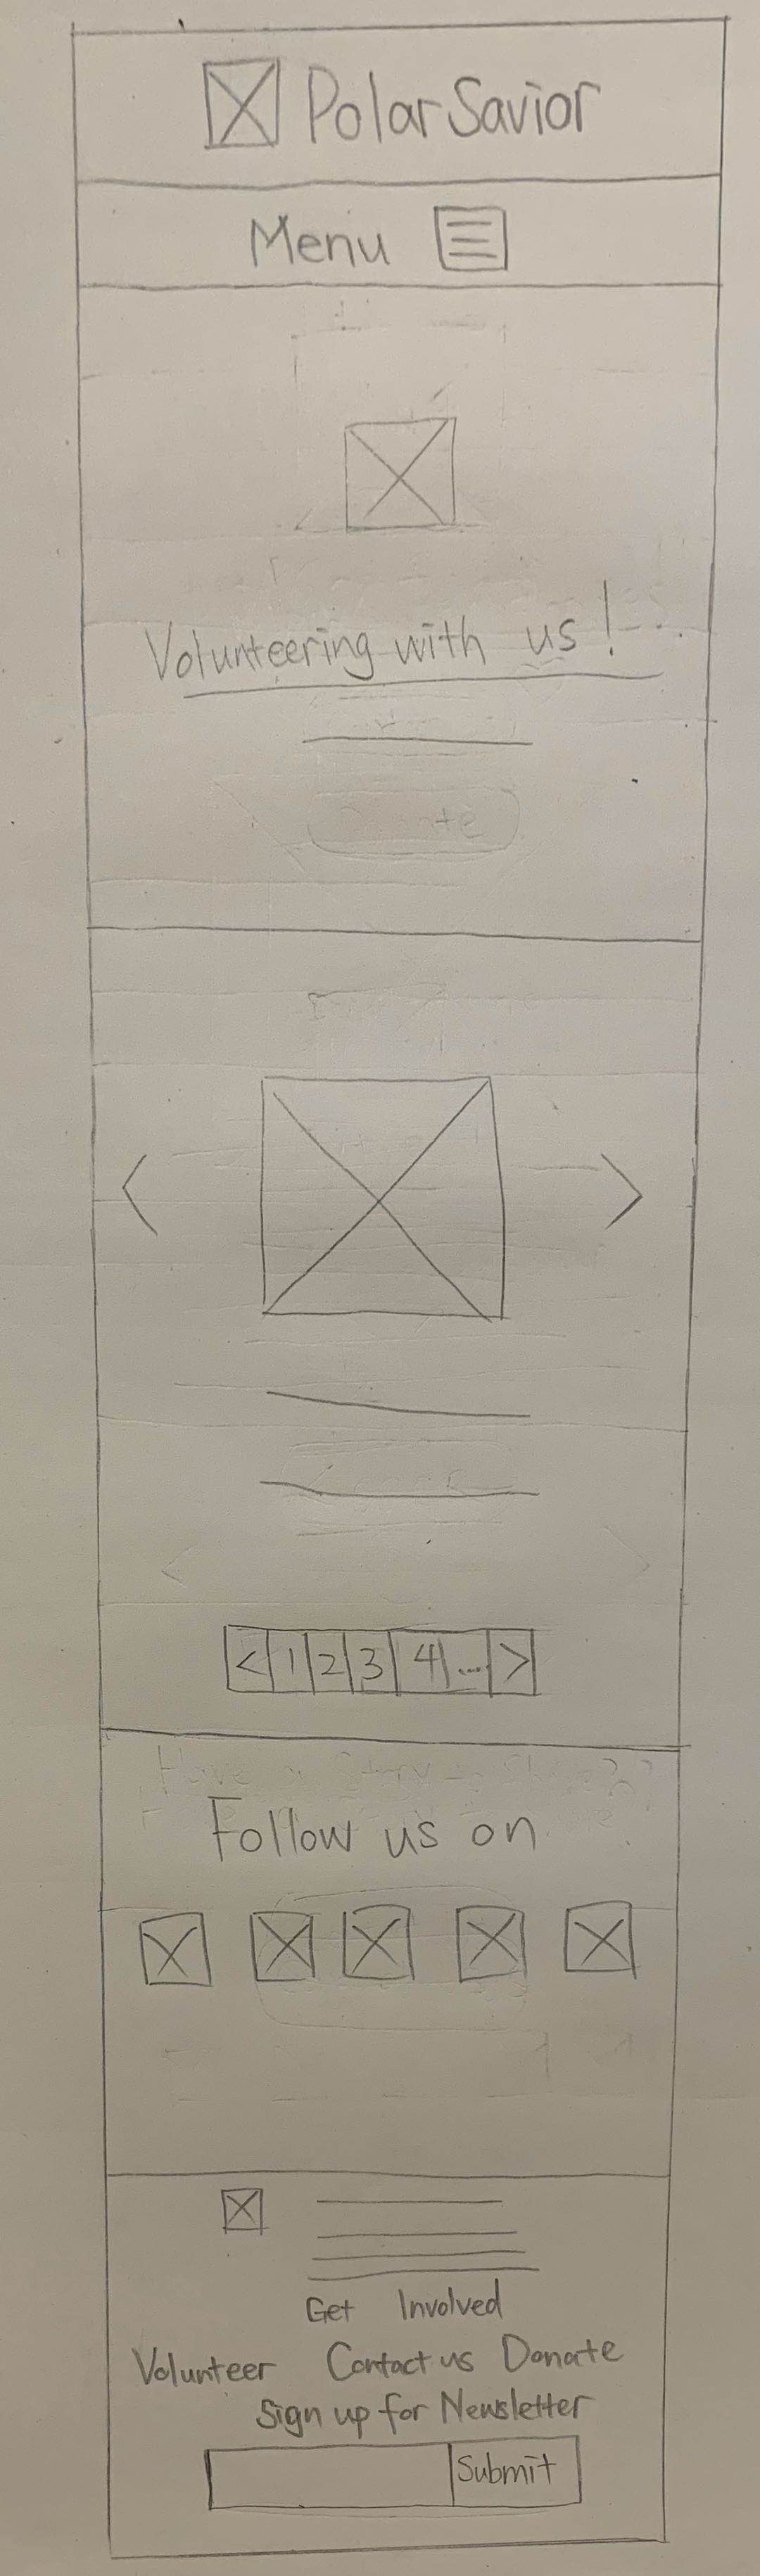 Polar Savior
Menu
Volunteering with us!
< 1 2 3 4 ... >
Follow us on
Get Involved
Volunteer Contact us Donate
Sign up for Newsletter
Submit